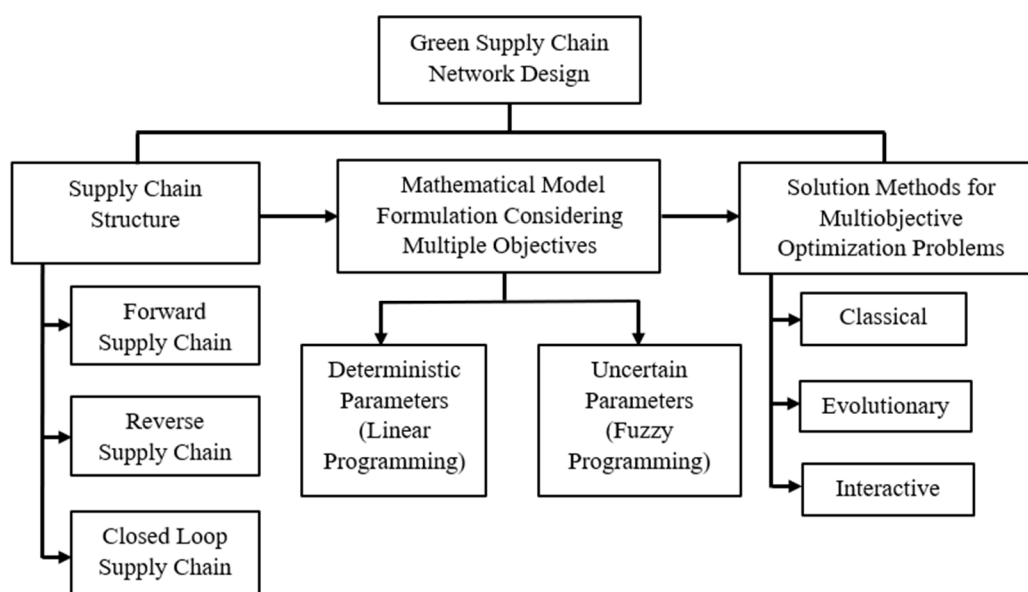 Green Supply Chain
Network Design
Supply Chain
Structure
Mathematical Model
Formulation Considering
Multiple Objectives
Solution Methods for
Multiobjective
Optimization Problems
Forward
Supply Chain
Reverse
Supply Chain
Closed Loop
Supply Chain
Deterministic
Parameters
(Linear
Programming)
Uncertain
Parameters
(Fuzzy
Programming)
Classical
Evolutionary
Interactive